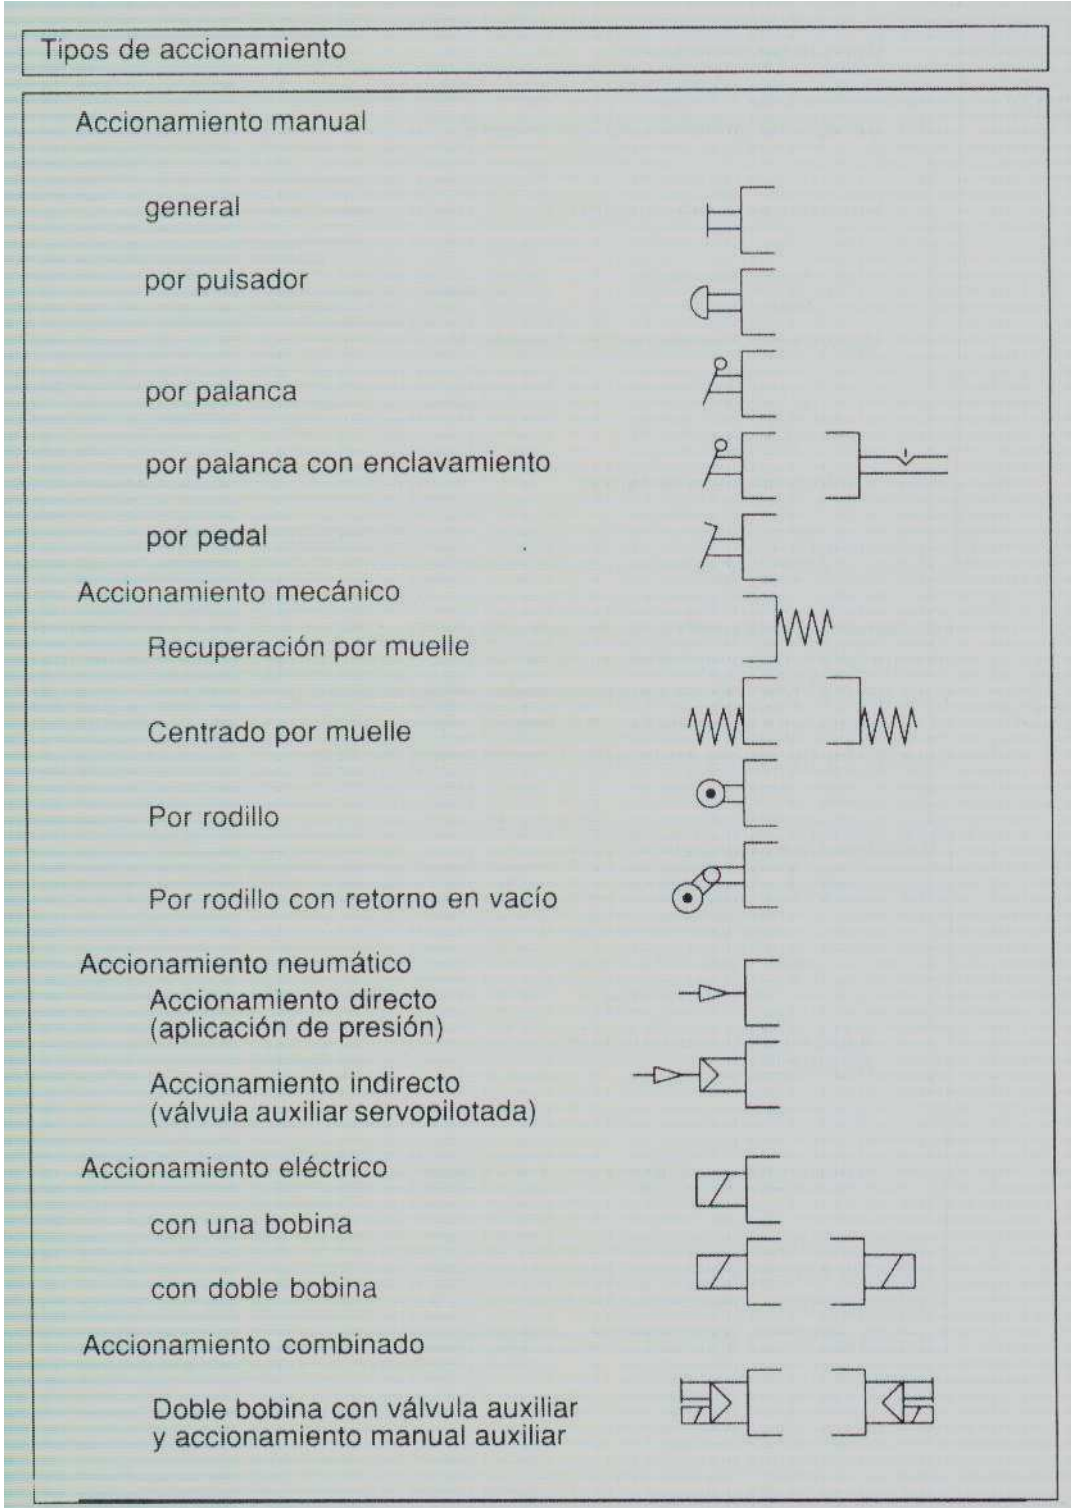 Tipos de accionamiento
Accionamiento manual
general
por pulsador
por palanca
por palanca con enclavamiento
por pedal
Accionamiento mecánico
Recuperación por muelle
Centrado por muelle
Por rodillo
Por rodillo con retorno en vacío
Accionamiento neumático
Accionamiento directo
(aplicación de presión)
Accionamiento indirecto
(válvula auxiliar servopilotada)
Accionamiento eléctrico
con una bobina
con doble bobina
Accionamiento combinado
Doble bobina con válvula auxiliar
y accionamiento manual auxiliar